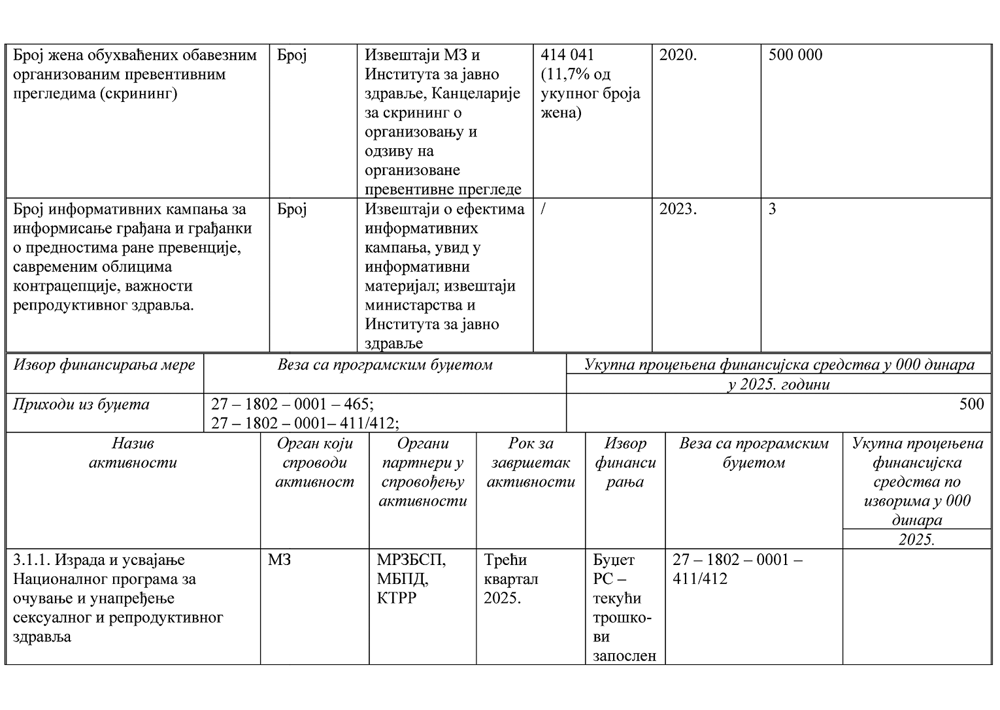 Број жена обухваћених обавезним
организованим превентивним
прегледима (скрининг)
Број
Извештаји МЗ и
Института за јавно
здравље, Канцеларије
за скрининг о
организовању и
одзиву на
организоване
превентивне прегледе
414 041
(11,7% од
укупног броја
жена)
2020.
500 000
Број информативних кампања за
информисање грађана и грађанки
о предностима ране превенције,
савременим облицима
контрацепције, важности
репродуктивног здравља.
Број
Извештаји о ефектима
информативних
кампања, увид у
информативни
материјал; извештаји
министарства и
Института за јавно
здравље
/
2023.
3
Извор финансирања мере
Веза са програмским буџетом
Укупна процењена финансијска средства у 000 динара
у 2025. години
Приходи из буџета
27 – 1802 – 0001 – 465;
27 – 1802 – 0001– 411/412;
500
Назив
активности
Орган који
спроводи
активност
Органи
партнери у
спровођењу
активности
Рок за
завршетак
активности
Извор
финанси
рања
Веза са програмским
буџетом
Укупна процењена
финансијска
средства по
изворима у 000
динара
2025.
3.1.1. Израда и усвајање
Националног програма за
очување и унапређење
сексуалног и репродуктивног
здравља
МЗ
МРЗБСП,
МБПД,
КТРР
Трећи
квартал
2025.
Буџет
РС –
текући
трошко-
ви
запослен
27 – 1802 – 0001 –
411/412